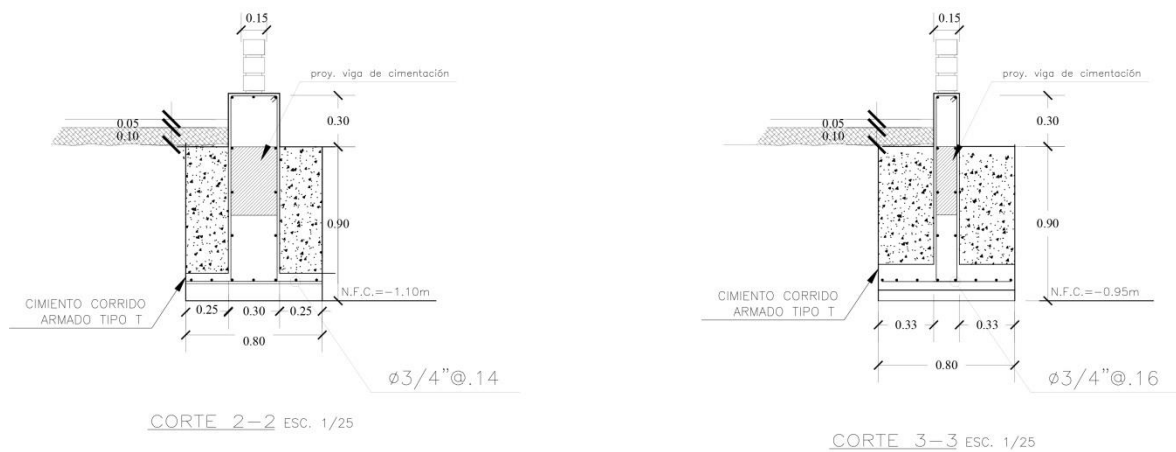 0.15
proy. viga de cimentación
0.05
0.10
0.30
0.90
N.F.C.=-1.10m
CIMIENTO CORRIDO
ARMADO TIPO T
0.25 0.30 0.25
0.80
ø3/4"@.14
CORTE 2-2 ESC. 1/25
0.15
proy. viga de cimentación
0.05
0.10
0.30
0.90
N.F.C.=-0.95m
CIMIENTO CORRIDO
ARMADO TIPO T
0.33 0.33
0.80
ø3/4"@.16
CORTE 3-3 ESC. 1/25